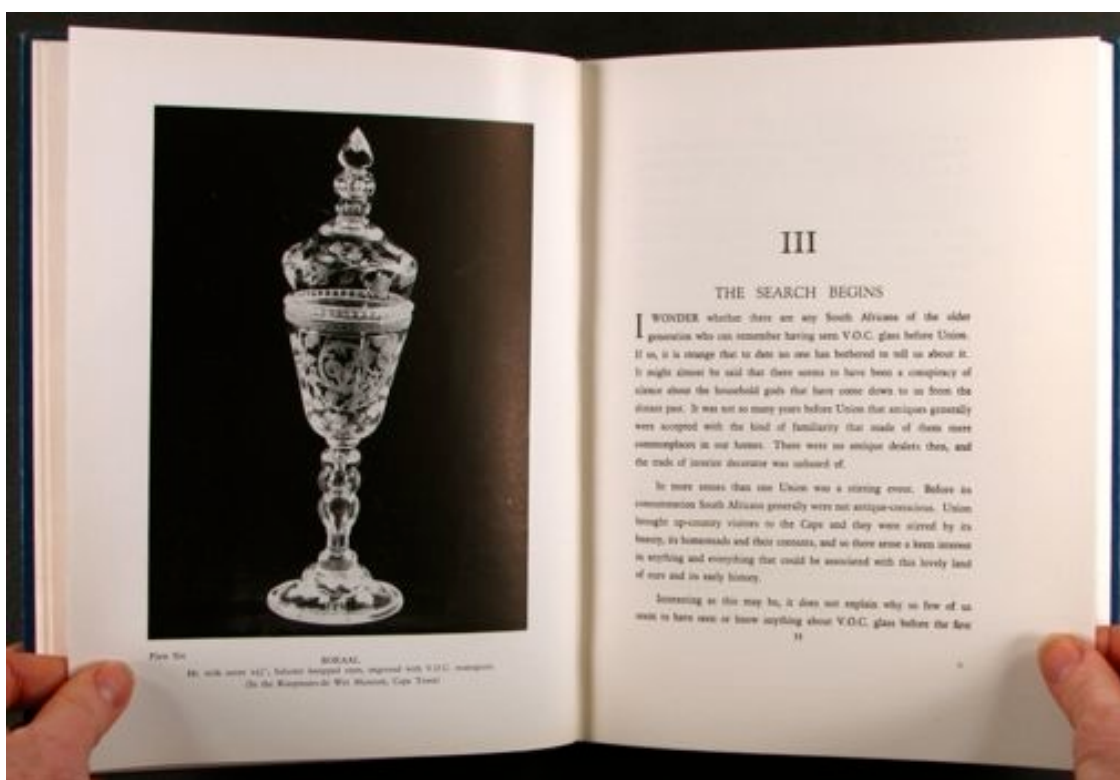 Plate Six
BOKAAL
Ht. with cover, baluster stem, engraved with V.O.C. monogram
(In the Koopmans-de Wet Museum, Cape Town)
III
THE SEARCH BEGINS
I WONDER whether there are any South Africans of the older
generation who can remember having seen V.O.C. glass before Union.
If so, it is strange that to date no one has bothered to tell us about it.
It might almost be said that there seems to have been a conspiracy of
silence about the household gods that have come down to us from the
distant past. It was not so many years before Union that antiques generally
were accepted with the kind of familiarity that made of them mere
commonplaces in our homes. There were no antique dealers then, and
the trade of interior decorator was unheard of.
In more senses than one Union was a stirring event. Before its
consummation South Africans generally were not antique-conscious. Union
brought up-country visitors to the Cape and they were stirred by its
beauty, its homesteads and their contents, and so there arose a keen interest
in anything and everything that could be associated with this lovely land
of ours and its early history.
Interesting as this may be, it does not explain why so few of us
seem to have seen or know anything about V.O.C. glass before the first